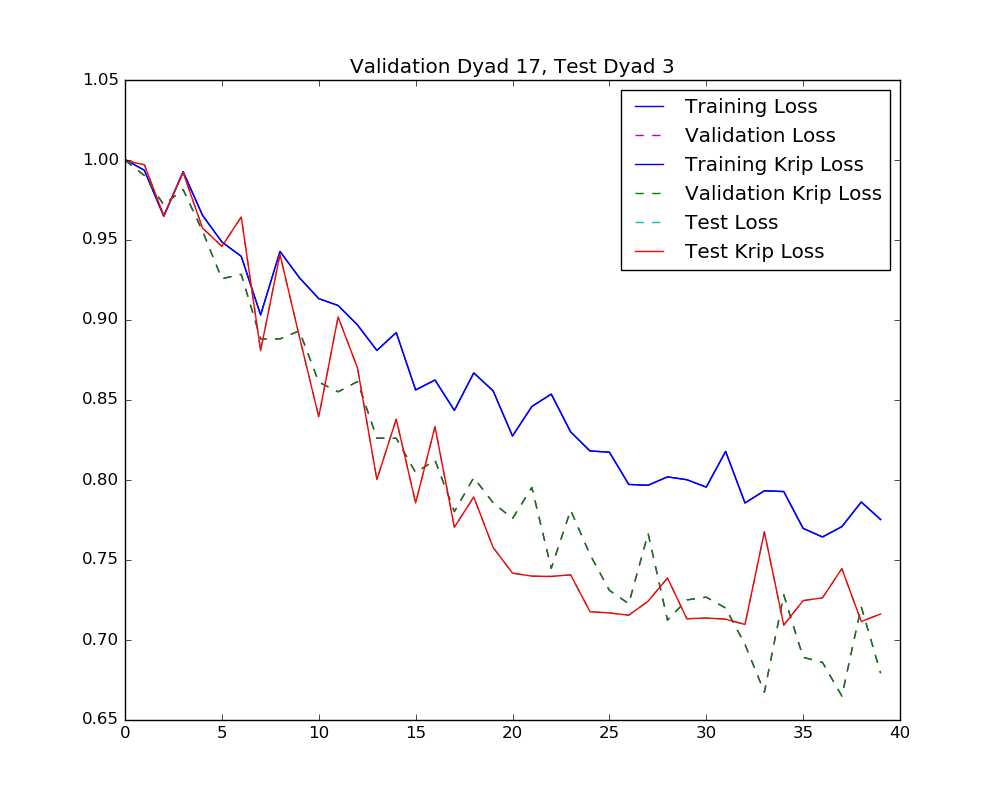 Validation Dyad 17, Test Dyad 3
1.05
1.00
0.95
0.90
0.85
0.80
0.75
0.70
0.65
Training Loss
Validation Loss
Training Krip Loss
Validation Krip Loss
Test Loss
Test Krip Loss
0 5 10 15 20 25 30 35 40